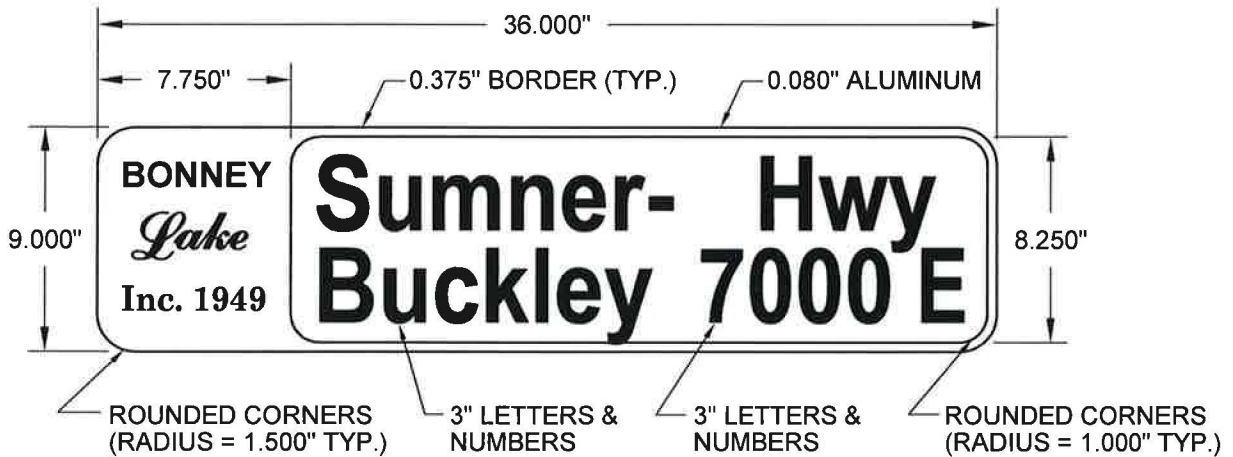 36.000"
7.750"
0.375" BORDER (TYP.)
0.080" ALUMINUM
BONNEY
Lake
Inc. 1949
Sumner- Hwy
Buckley 7000 E
9.000"
8.250"
ROUNDED CORNERS
(RADIUS = 1.500" TYP.)
3" LETTERS &
NUMBERS
3" LETTERS &
NUMBERS
ROUNDED CORNERS
(RADIUS = 1.000" TYP.)